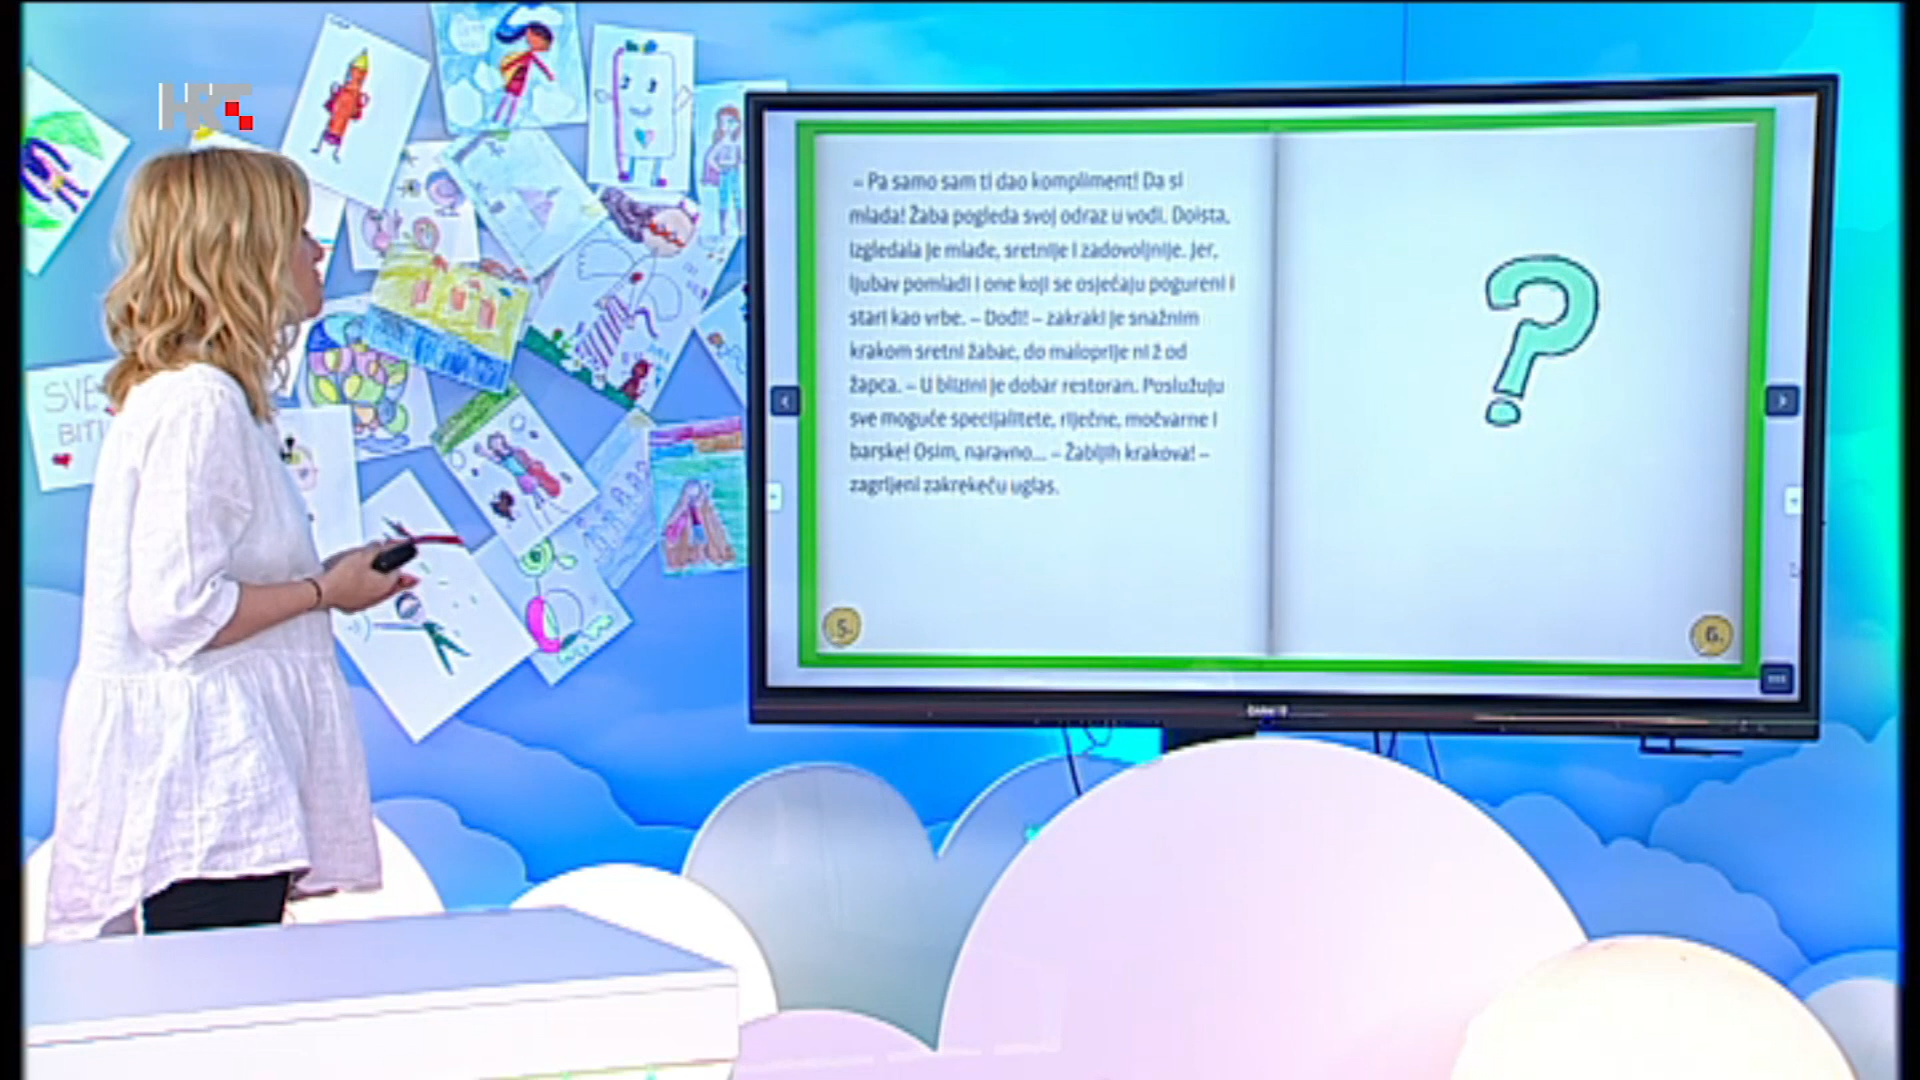 HRT
– Pa samo sam ti dao kompliment! Da si
mlada! Žaba pogleda svoj odraz u vodi. Doista,
izgledala je mlađe, sretnije i zadovoljnije. Jer,
ljubav pomladi i one koji se osjećaju pogureni i
stari kao vrbe. – Dođi! – zakraki je snažnim
krakom sretni žabac, do maloprije ni ž od
žapca. – U blizini je dobar restoran. Poslužuju
sve moguće specijalitete, riječne, močvarne i
barske! Osim, naravno... – Žabljih krakova! –
zagrljeni zakrekeću uglas.
5.
6.
SVE
BITI